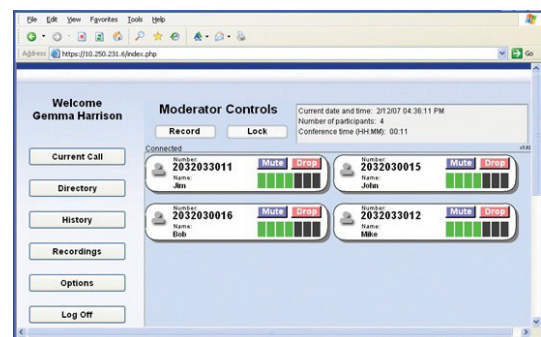 File Edit View Favorites Tools Help
Address https://10.250.231.6/index.php Go
Welcome
Gemma Harrison
Current Call
Directory
History
Recordings
Options
Log Off
Moderator Controls
Record Lock
Current date and time: 2/12/07 04:36:11 PM
Number of participants: 4
Conference time (HH:MM): 00:11
Connected
Number:
2032033011
Mute Drop
Name:
Jim
Number:
2032030015
Mute Drop
Name:
John
Number:
2032030016
Mute Drop
Name:
Bob
Number:
2032033012
Mute Drop
Name:
Mike